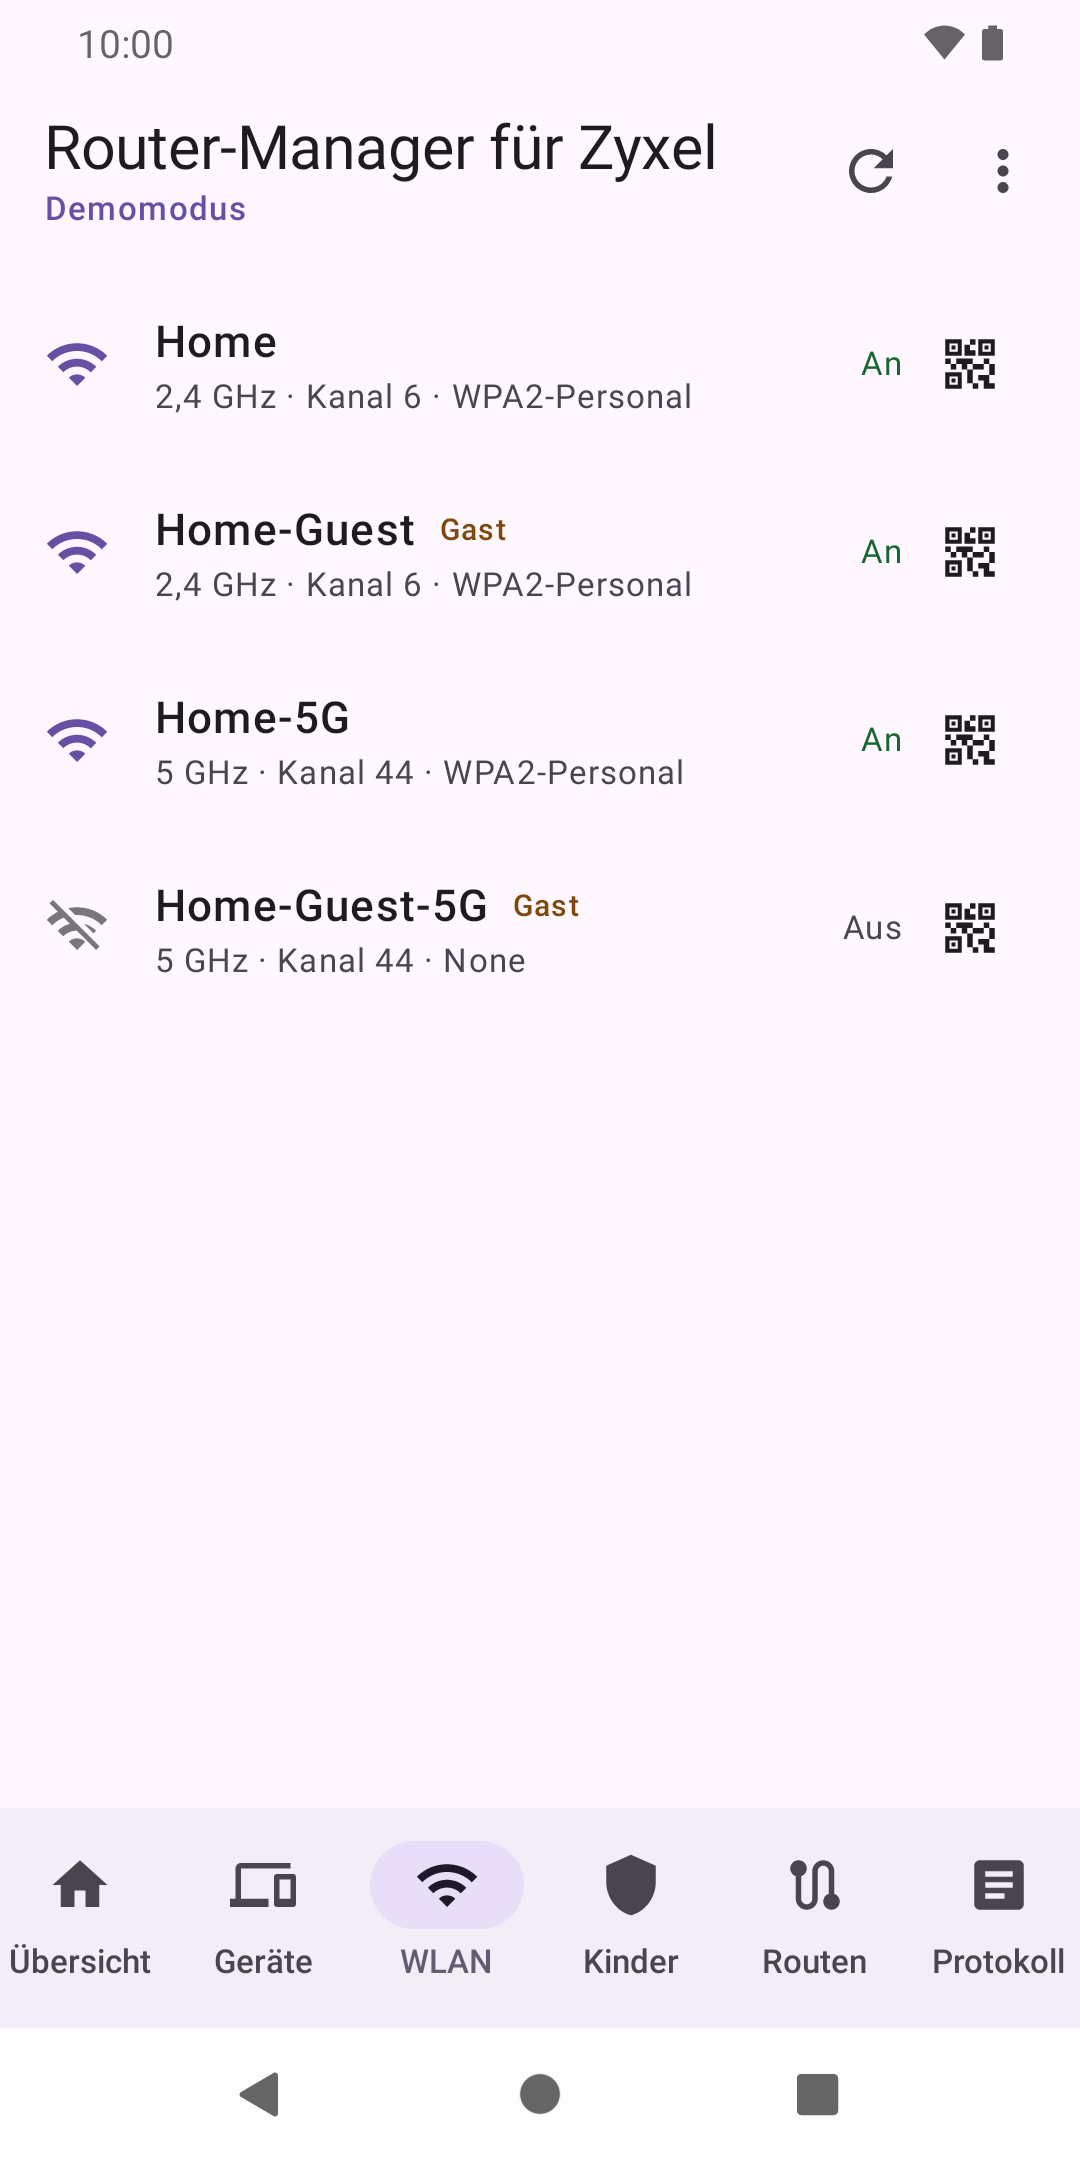 10:00
Router-Manager für Zyxel
Demomodus
Home
2,4 GHz · Kanal 6 · WPA2-Personal
An
Home-Guest Gast
2,4 GHz · Kanal 6 · WPA2-Personal
An
Home-5G
5 GHz · Kanal 44 · WPA2-Personal
An
Home-Guest-5G Gast
5 GHz · Kanal 44 · None
Aus
Übersicht Geräte WLAN Kinder Routen Protokoll